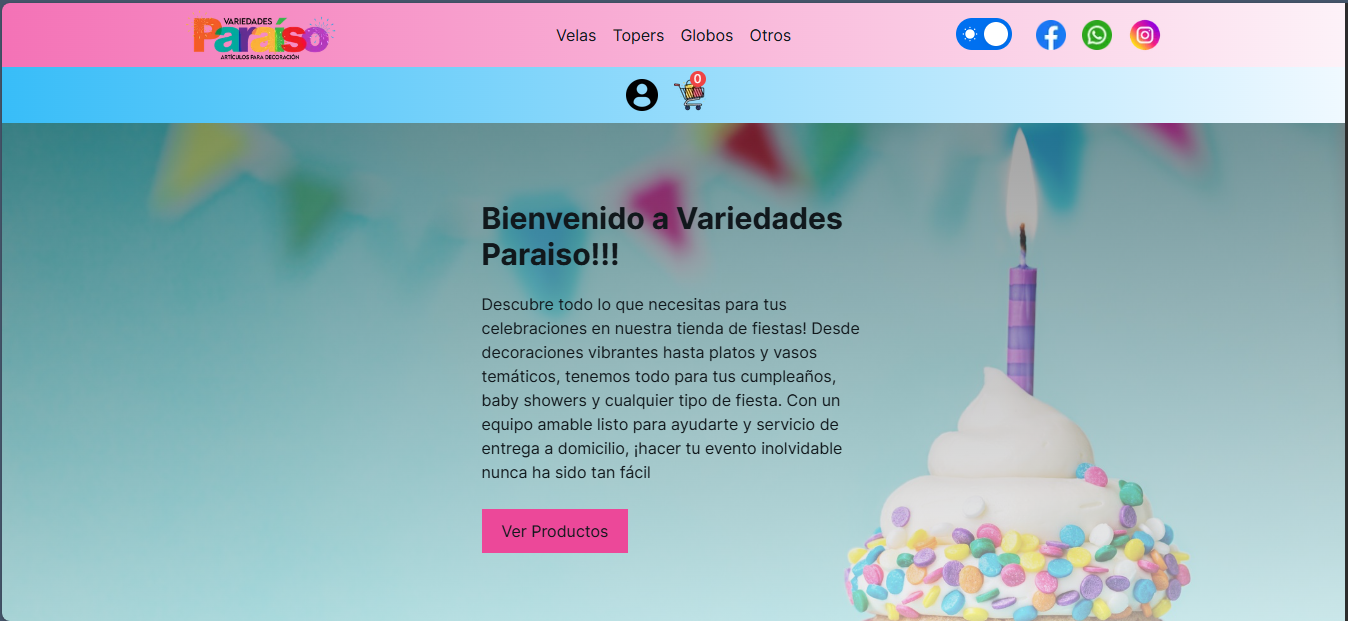 VARIEDADES
Paraíso
ARTÍCULOS PARA DECORACIÓN
Velas Topers Globos Otros
0
Bienvenido a Variedades
Paraiso!!!
Descubre todo lo que necesitas para tus
celebraciones en nuestra tienda de fiestas! Desde
decoraciones vibrantes hasta platos y vasos
temáticos, tenemos todo para tus cumpleaños,
baby showers y cualquier tipo de fiesta. Con un
equipo amable listo para ayudarte y servicio de
entrega a domicilio, ¡hacer tu evento inolvidable
nunca ha sido tan fácil
Ver Productos